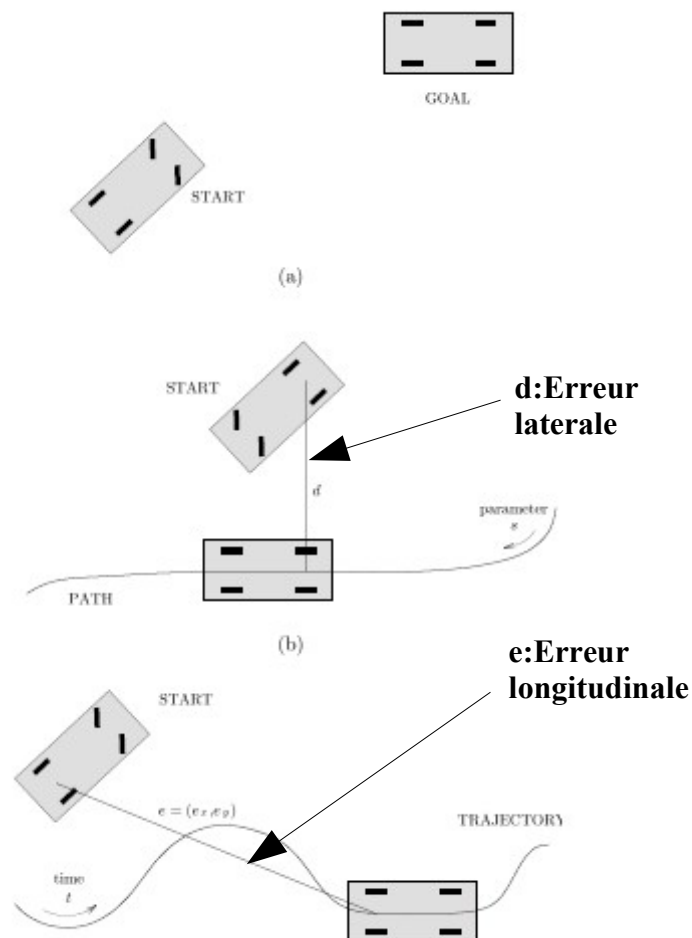 GOAL
START
(a)
START
d:Erreur
laterale
d
parameter
s
PATH
(b)
e:Erreur
longitudinale
START
e = (e_x, e_y)
TRAJECTORY
time
t